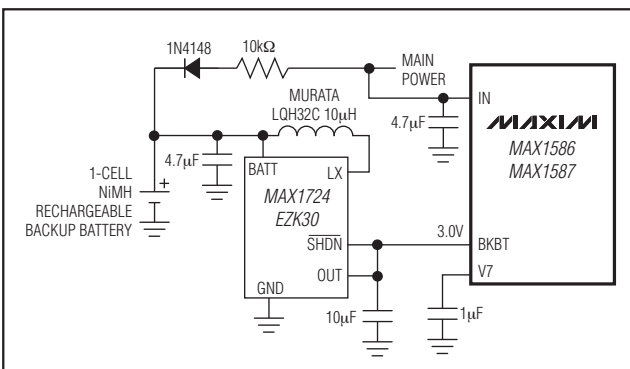 1N4148
10kΩ
MAIN
POWER
MURATA
LQH32C 10μH
4.7μF
IN
MAXIM
MAX1586
MAX1587
4.7μF
BATT
LX
1-CELL
NiMH
RECHARGEABLE
BACKUP BATTERY
+
MAX1724
EZK30
SHDN
3.0V
BKBT
OUT
V7
GND
10μF
1μF